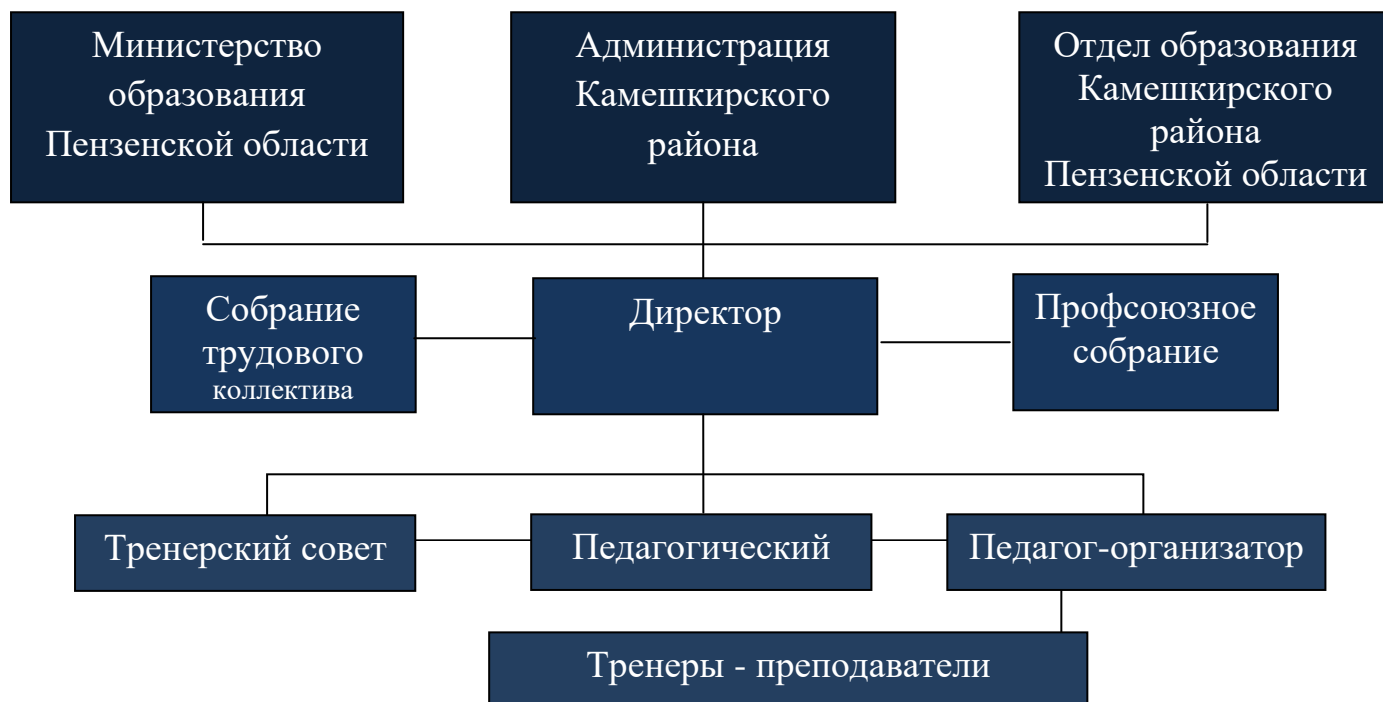 Министерство
образования
Пензенской области
Администрация
Камешкирского
района
Отдел образования
Камешкирского
района
Пензенской области
Собрание
трудового
коллектива
Директор
Профсоюзное
собрание
Тренерский совет
Педагогический
Педагог-организатор
Тренеры - преподаватели